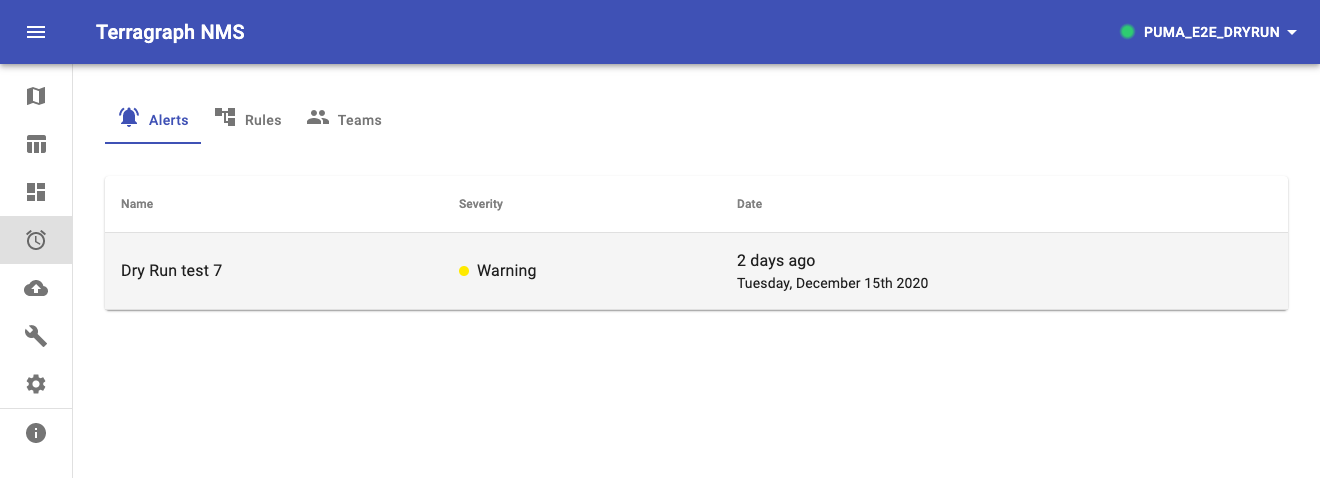 Terragraph NMS
PUMA_E2E_DRYRUN
Alerts Rules Teams
Name Severity Date
Dry Run test 7 Warning 2 days ago
Tuesday, December 15th 2020